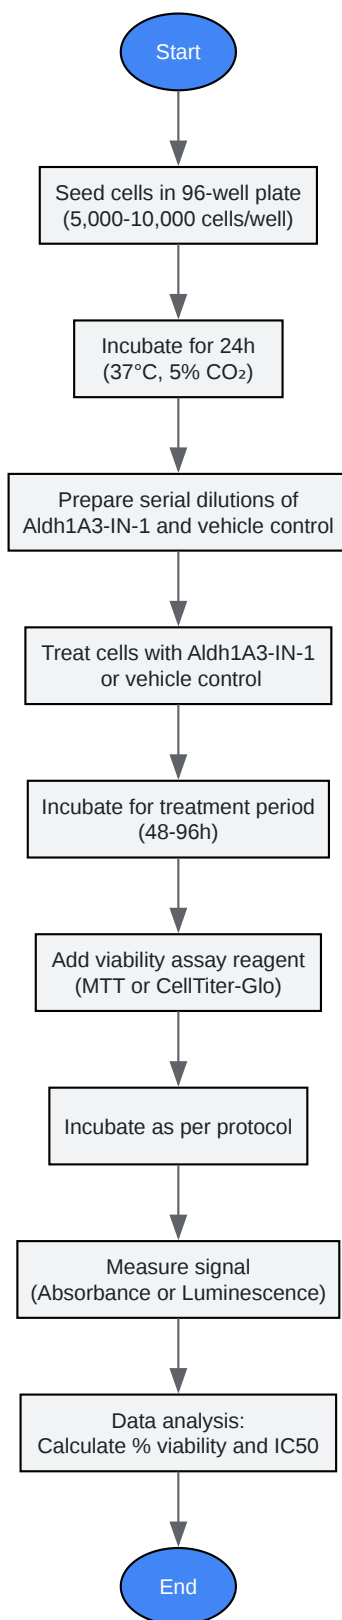 Start
Seed cells in 96-well plate
(5,000-10,000 cells/well)
Incubate for 24h
(37°C, 5% CO₂)
Prepare serial dilutions of
Aldh1A3-IN-1 and vehicle control
Treat cells with Aldh1A3-IN-1
or vehicle control
Incubate for treatment period
(48-96h)
Add viability assay reagent
(MTT or CellTiter-Glo)
Incubate as per protocol
Measure signal
(Absorbance or Luminescence)
Data analysis:
Calculate % viability and IC50
End